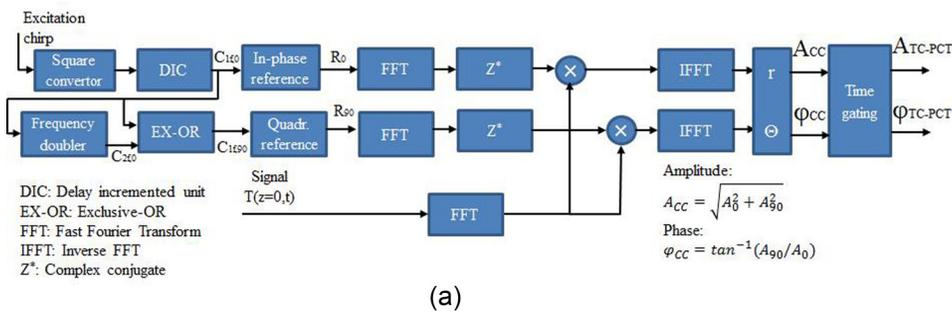 Excitation
chirp
Square
convertor
DIC
C1f0
In-phase
reference
R0
FFT
Z*
×
IFFT
r
Θ
ACC
φCC
Time
gating
ATC-PCT
φTC-PCT
Frequency
doubler
C2f0
EX-OR
C1f90
Quadr.
reference
R90
FFT
Z*
×
IFFT
Signal
T(z=0,t)
FFT
DIC: Delay incremented unit
EX-OR: Exclusive-OR
FFT: Fast Fourier Transform
IFFT: Inverse FFT
Z*: Complex conjugate
Amplitude:
ACC = √A0² + A90²
Phase:
φCC = tan⁻¹(A90/A0)
(a)